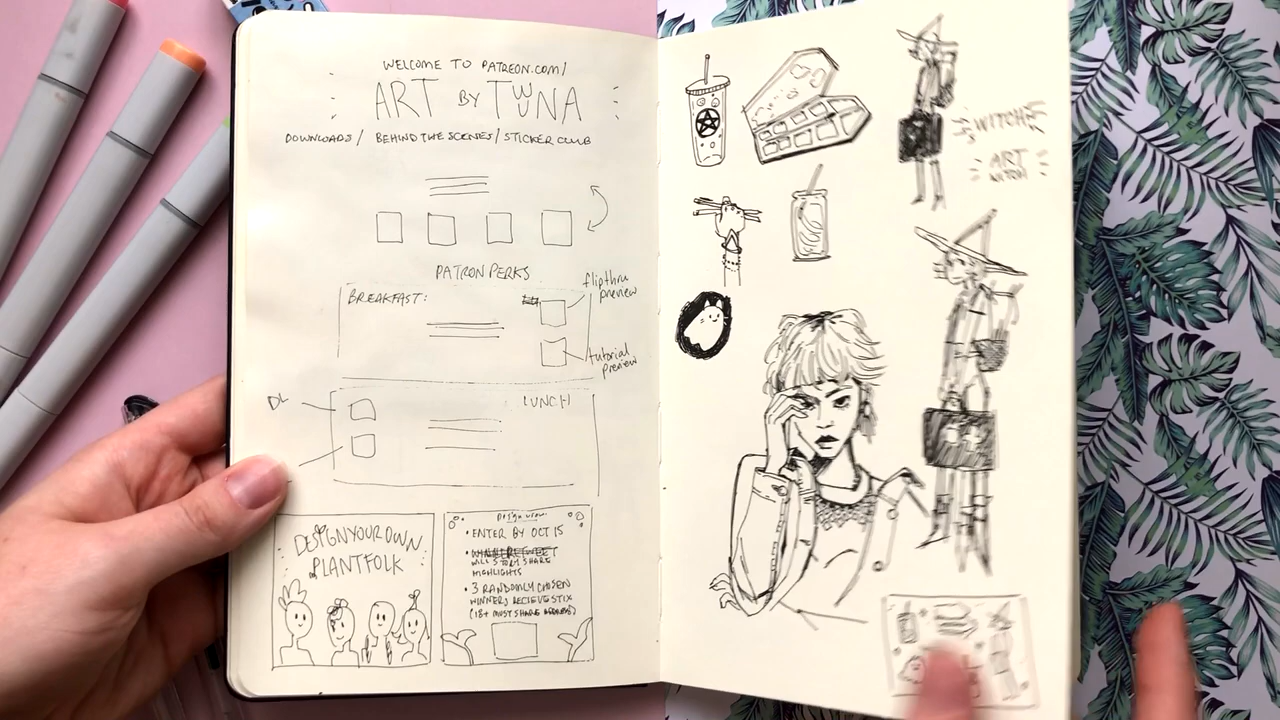 WELCOME TO PATREON.COM/
ART BY TUWUNA
DOWNLOADS / BEHIND THE SCENES / STICKER CLUB
PATRON PERKS
BREAKFAST:
flipthru
preview
tutorial
preview
LUNCH
DL
DESIGN YOUR OWN
PLANTFOLK
• ENTER BY OCT 15
WILL STORY SHARE
HIGHLIGHTS
• 3 RANDOMLY CHOSEN
WINNERS RECIEVE STIX
(18+ MUST SHARE ADDRESS)
WITCH
ART
WITCH